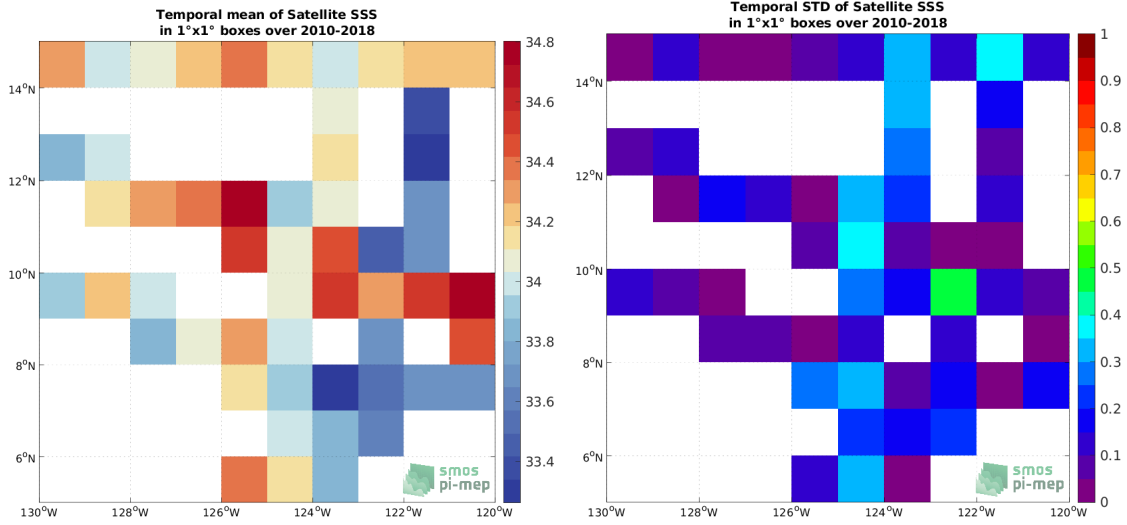 Temporal mean of Satellite SSS
in 1°x1° boxes over 2010-2018
14°N
12°N
10°N
8°N
6°N
130°W
128°W
126°W
124°W
122°W
120°W
34.8
34.6
34.4
34.2
34
33.8
33.6
33.4
smos
pi-mep
Temporal STD of Satellite SSS
in 1°x1° boxes over 2010-2018
14°N
12°N
10°N
8°N
6°N
130°W
128°W
126°W
124°W
122°W
120°W
1
0.9
0.8
0.7
0.6
0.5
0.4
0.3
0.2
0.1
0
smos
pi-mep